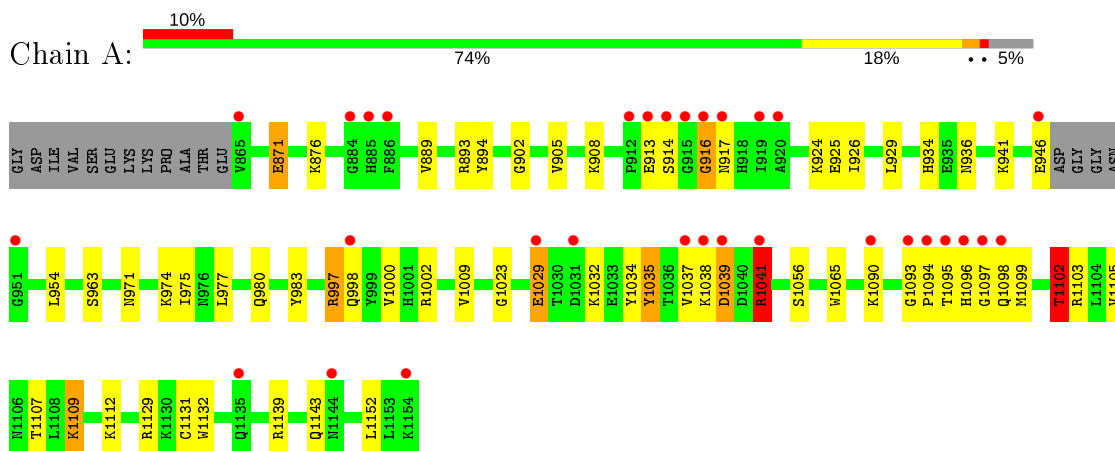 10%
Chain A:
74% 18% • • 5%
GLY ASP ILE VAL SER GLU LYS LYS PRO ALA THR GLU V865 E871 K876 G884 H885 F886 V889 R893 Y894 G902 V905 K908 P912 E913 S914 G915 G916 N917 H918 I919 A920 K924 E925 I926 L929 H934 E935 N936 K941 E946 ASP GLY GLY ASN
G951 L954 S963 N971 K974 I975 N976 L977 Q980 Y983 R997 Q998 Y999 V1000 H1001 R1002 V1009 G1023 E1029 T1030 D1031 K1032 E1033 Y1034 Y1035 T1036 V1037 K1038 D1039 D1040 R1041 S1056 W1065 K1090 G1093 P1094 T1095 H1096 G1097 Q1098 M1099 T1102 R1103 L1104
N1106 T1107 L1108 K1109 K1112 R1129 K1130 C1131 W1132 Q1135 R1139 Q1143 N1144 L1152 L1153 K1154